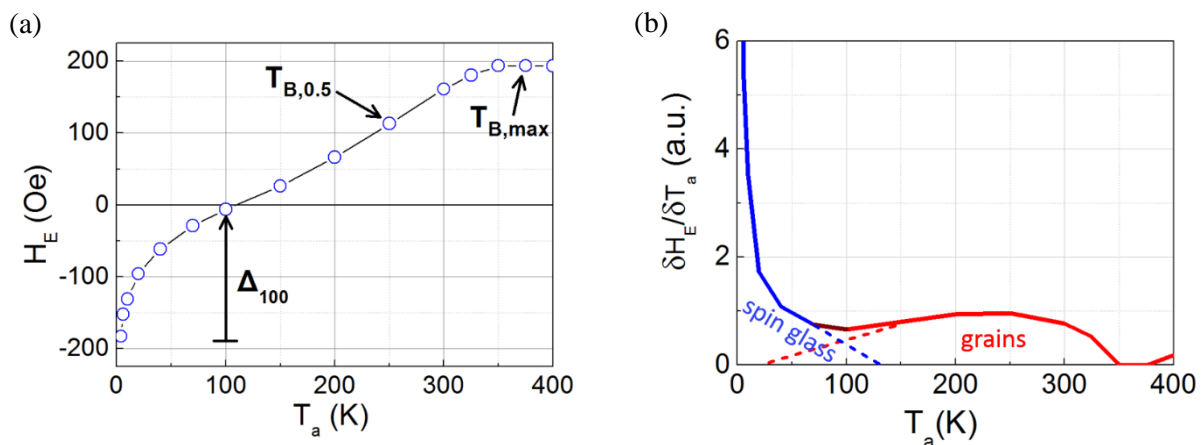 (a)
200
100
0
-100
-200
H_E (Oe)
T_B,0.5
T_B,max
Δ_100
0 100 200 300 400
T_a (K)
(b)
6
4
2
0
δH_E/δT_a (a.u.)
spin glass
grains
0 100 200 300 400
T_a(K)